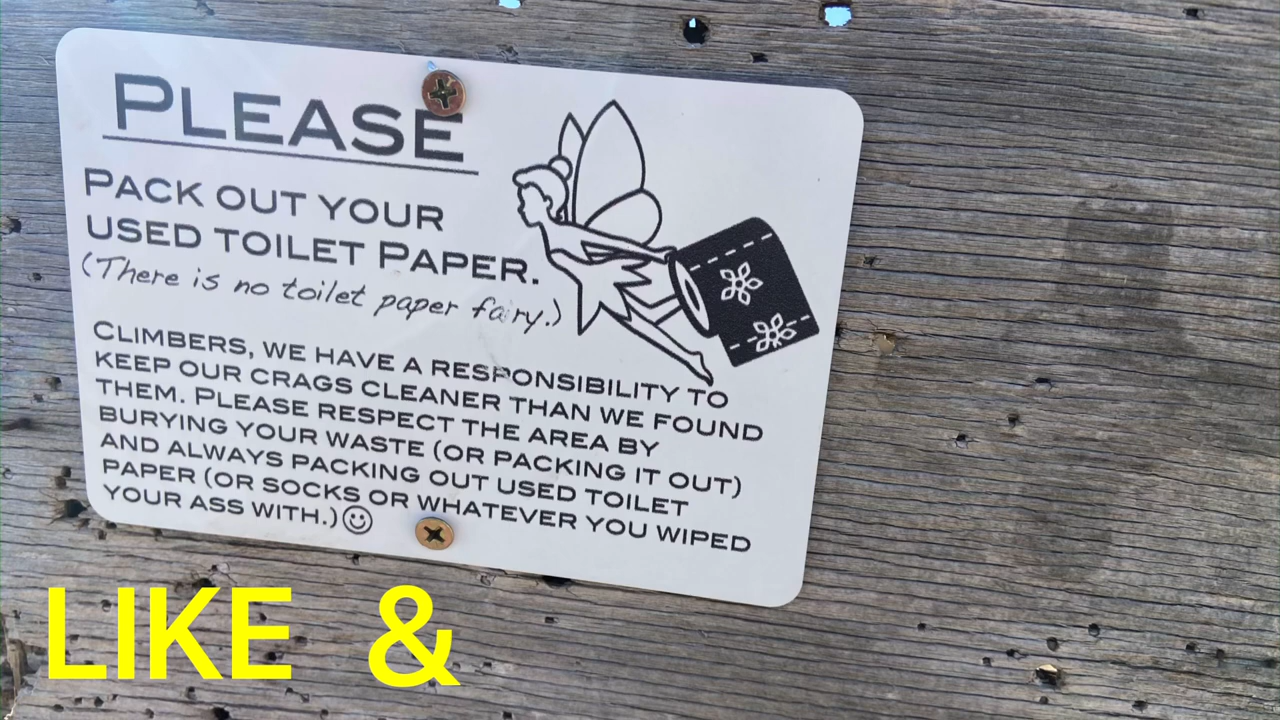 PLEASE
PACK OUT YOUR
USED TOILET PAPER.
(There is no toilet paper fairy.)
CLIMBERS, WE HAVE A RESPONSIBILITY TO
KEEP OUR CRAGS CLEANER THAN WE FOUND
THEM. PLEASE RESPECT THE AREA BY
BURYING YOUR WASTE (OR PACKING IT OUT)
AND ALWAYS PACKING OUT USED TOILET
PAPER (OR SOCKS OR WHATEVER YOU WIPED
YOUR ASS WITH.)☺
LIKE &